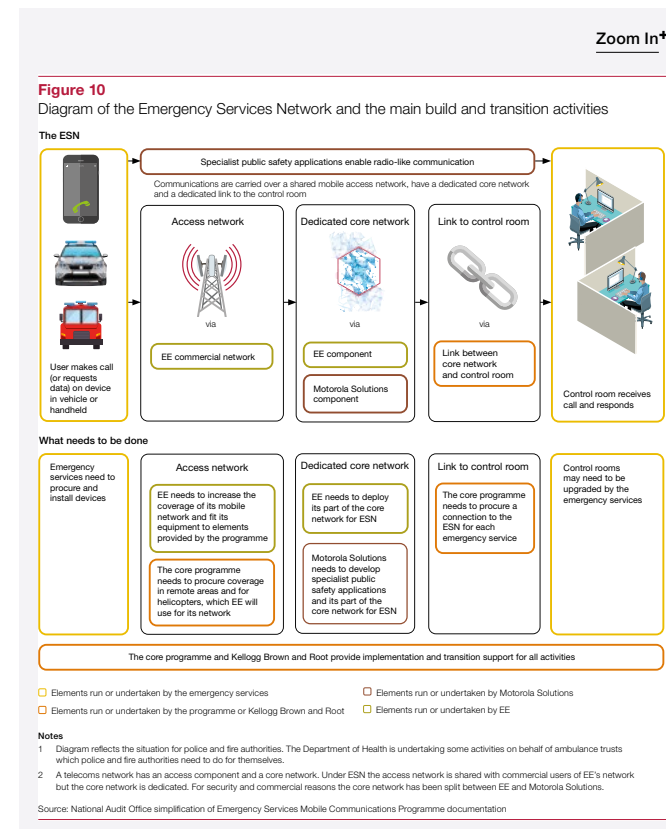 Zoom In+
Figure 10
Diagram of the Emergency Services Network and the main build and transition activities
The ESN
Specialist public safety applications enable radio-like communication
Communications are carried over a shared mobile access network, have a dedicated core network
and a dedicated link to the control room
User makes call
(or requests
data) on device
in vehicle or
handheld
Access network
via
EE commercial network
Dedicated core network
via
EE component
Motorola Solutions
component
Link to control room
via
Link between
core network
and control room
Control room receives
call and responds
What needs to be done
Emergency
services need to
procure and
install devices
Access network
EE needs to increase the
coverage of its mobile
network and fit its
equipment to elements
provided by the programme
The core programme
needs to procure coverage
in remote areas and for
helicopters, which EE will
use for its network
Dedicated core network
EE needs to deploy
its part of the core
network for ESN
Motorola Solutions
needs to develop
specialist public
safety applications
and its part of the
core network for ESN
Link to control room
The core programme
needs to procure a
connection to the
ESN for each
emergency service
Control rooms
may need to be
upgraded by the
emergency services
The core programme and Kellogg Brown and Root provide implementation and transition support for all activities
Elements run or undertaken by the emergency services
Elements run or undertaken by Motorola Solutions
Elements run or undertaken by the programme or Kellogg Brown and Root
Elements run or undertaken by EE
Notes
1 Diagram reflects the situation for police and fire authorities. The Department of Health is undertaking some activities on behalf of ambulance trusts
which police and fire authorities need to do for themselves.
2 A telecoms network has an access component and a core network. Under ESN the access network is shared with commercial users of EE's network
but the core network is dedicated. For security and commercial reasons the core network has been split between EE and Motorola Solutions.
Source: National Audit Office simplification of Emergency Services Mobile Communications Programme documentation